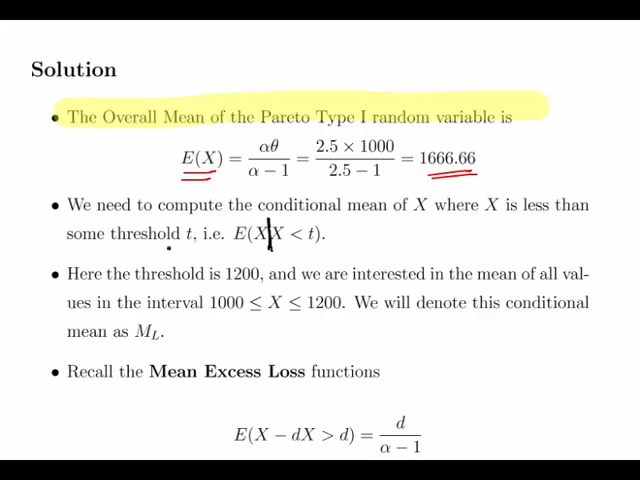 Solution
• The Overall Mean of the Pareto Type I random variable is
E(X) = αθ / (α − 1) = (2.5 × 1000) / (2.5 − 1) = 1666.66
• We need to compute the conditional mean of X where X is less than
some threshold t, i.e. E(X|X < t).
• Here the threshold is 1200, and we are interested in the mean of all val-
ues in the interval 1000 ≤ X ≤ 1200. We will denote this conditional
mean as M_L.
• Recall the Mean Excess Loss functions
E(X − dX > d) = d / (α − 1)